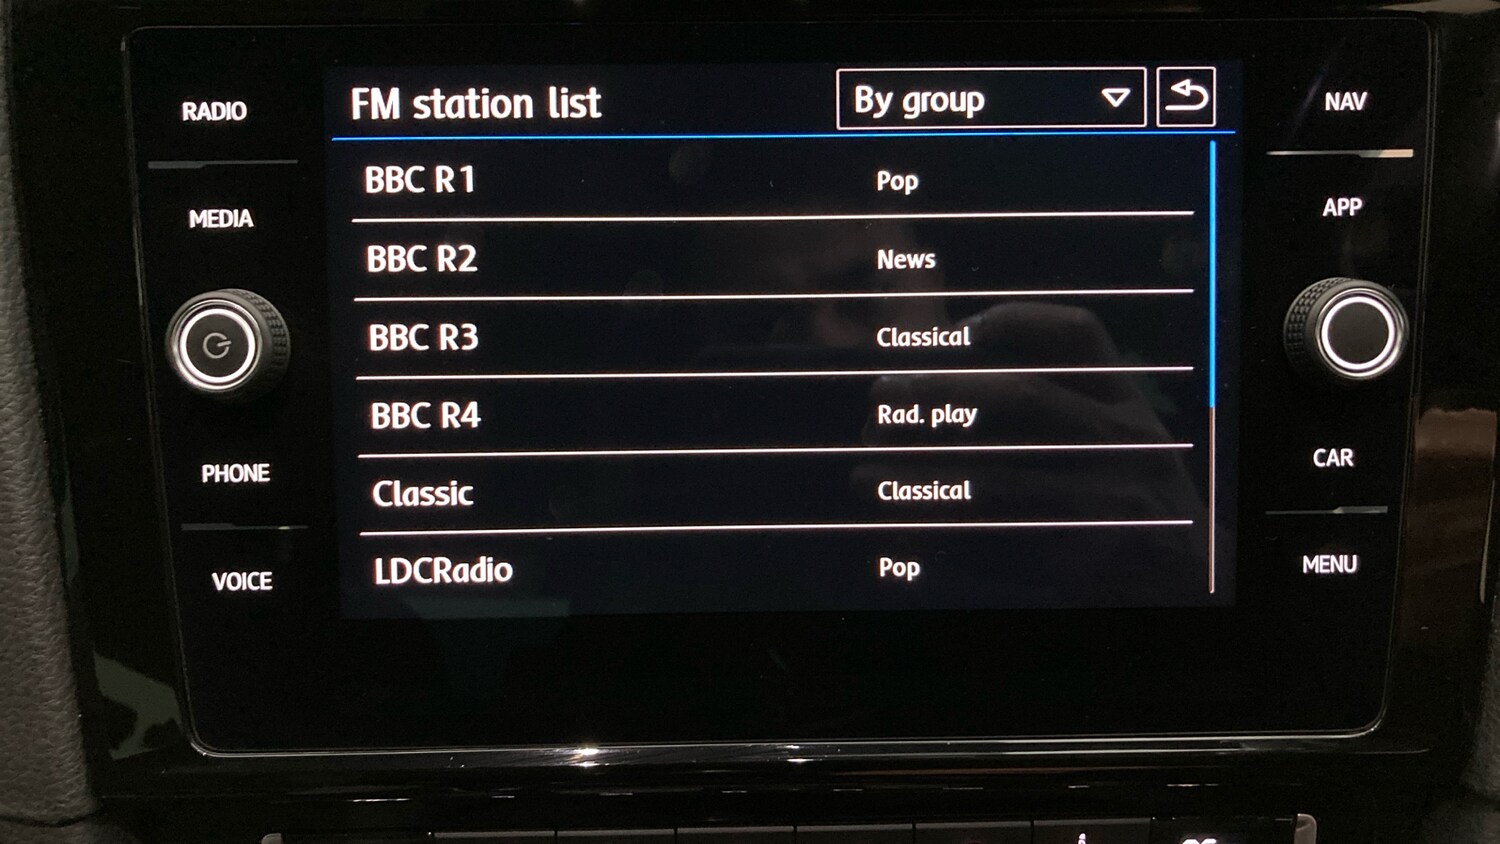 FM station list
By group
RADIO
MEDIA
PHONE
VOICE
BBC R1 Pop
BBC R2 News
BBC R3 Classical
BBC R4 Rad. play
Classic Classical
LDCRadio Pop
NAV
APP
CAR
MENU